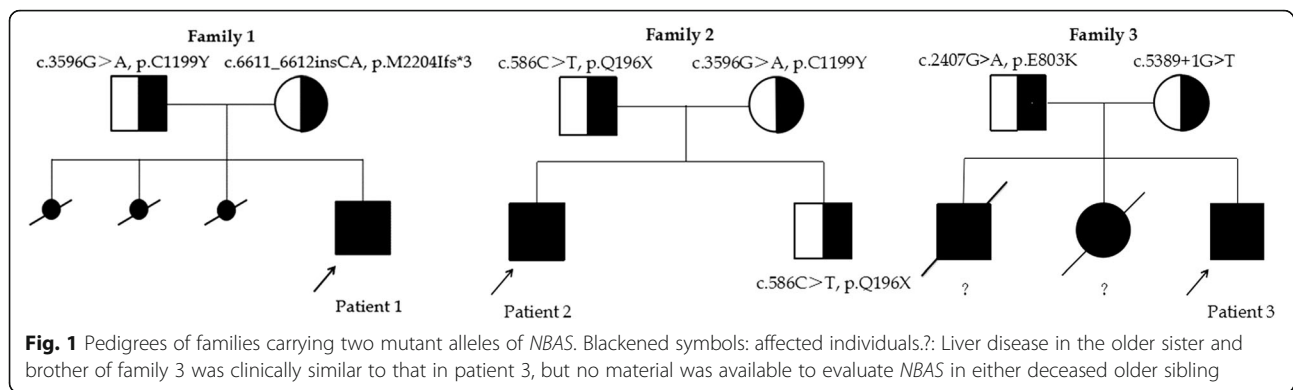 Family 1 Family 2 Family 3
c.3596G>A, p.C1199Y c.6611_6612insCA, p.M2204Ifs*3 c.586C>T, p.Q196X c.3596G>A, p.C1199Y c.2407G>A, p.E803K c.5389+1G>T
c.586C>T, p.Q196X ? ?
Patient 1 Patient 2 Patient 3
Fig. 1 Pedigrees of families carrying two mutant alleles of NBAS. Blackened symbols: affected individuals.?: Liver disease in the older sister and
brother of family 3 was clinically similar to that in patient 3, but no material was available to evaluate NBAS in either deceased older sibling